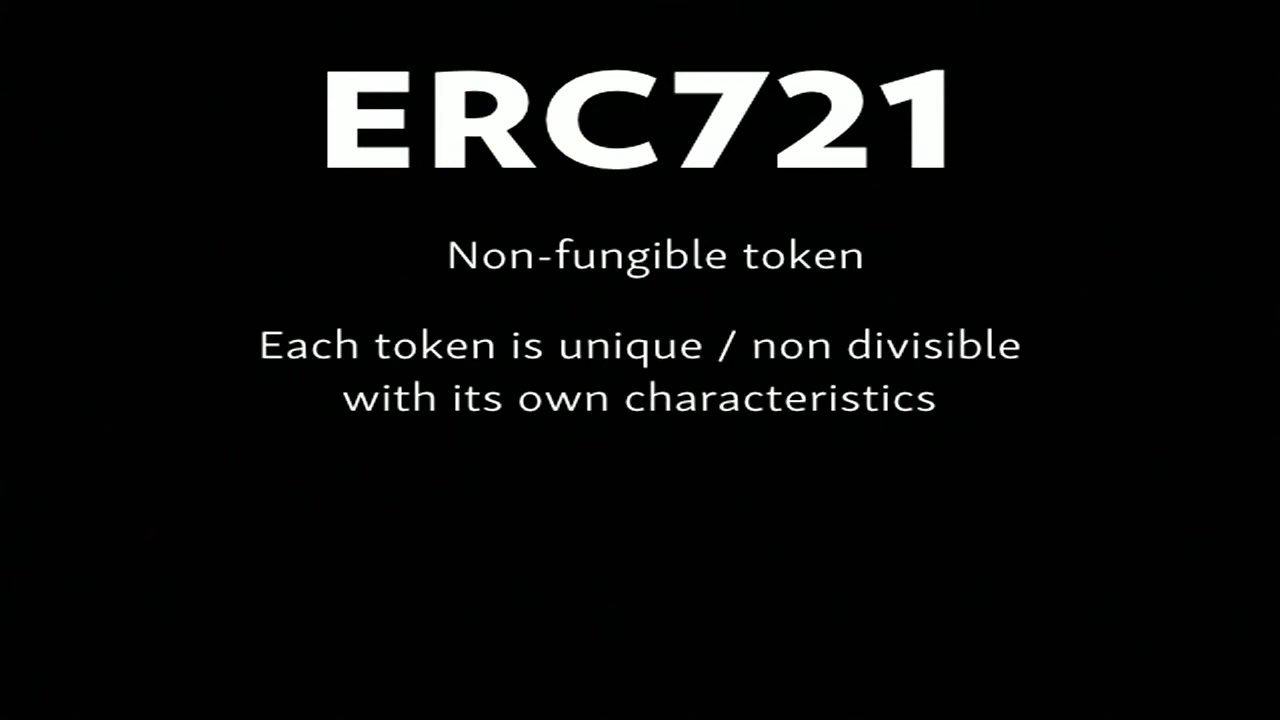 ERC721
Non-fungible token
Each token is unique / non divisible
with its own characteristics